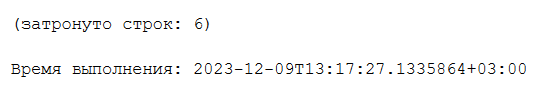 (затронуто строк: 6)
Время выполнения: 2023-12-09T13:17:27.1335864+03:00